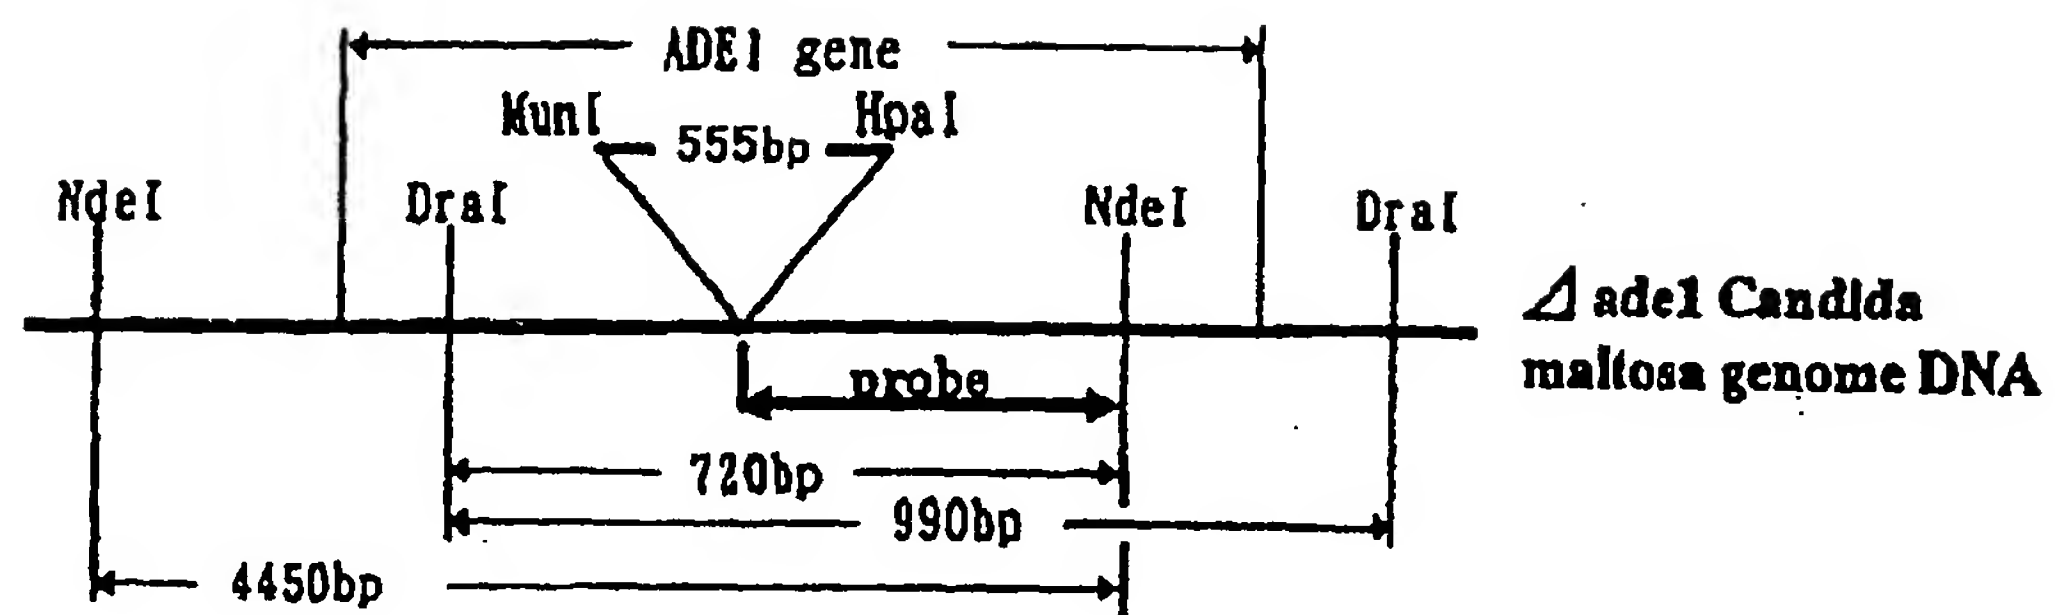 ADE1 gene
MunI
HpaI
555bp
NdeI
DraI
NdeI
DraI
Δ ade1 Candida
maltosa genome DNA
probe
720bp
990bp
4450bp